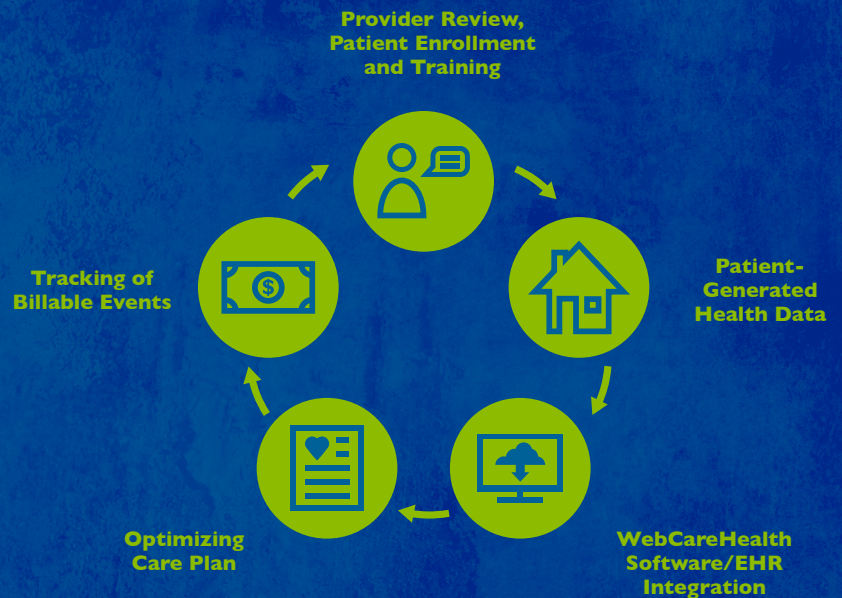 Provider Review,
Patient Enrollment
and Training
$
Patient-
Generated
Health Data
WebCareHealth
Software/EHR
Integration
Optimizing
Care Plan
Tracking of
Billable Events